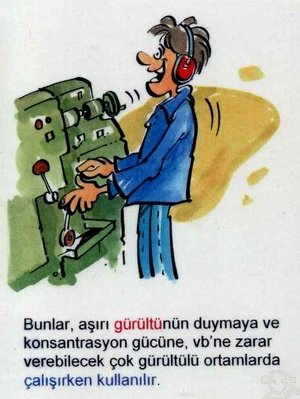 Bunlar, aşırı gürültünün duymaya ve
konsantrasyon gücüne, vb'ne zarar
verebilecek çok gürültülü ortamlarda
çalışırken kullanılır.